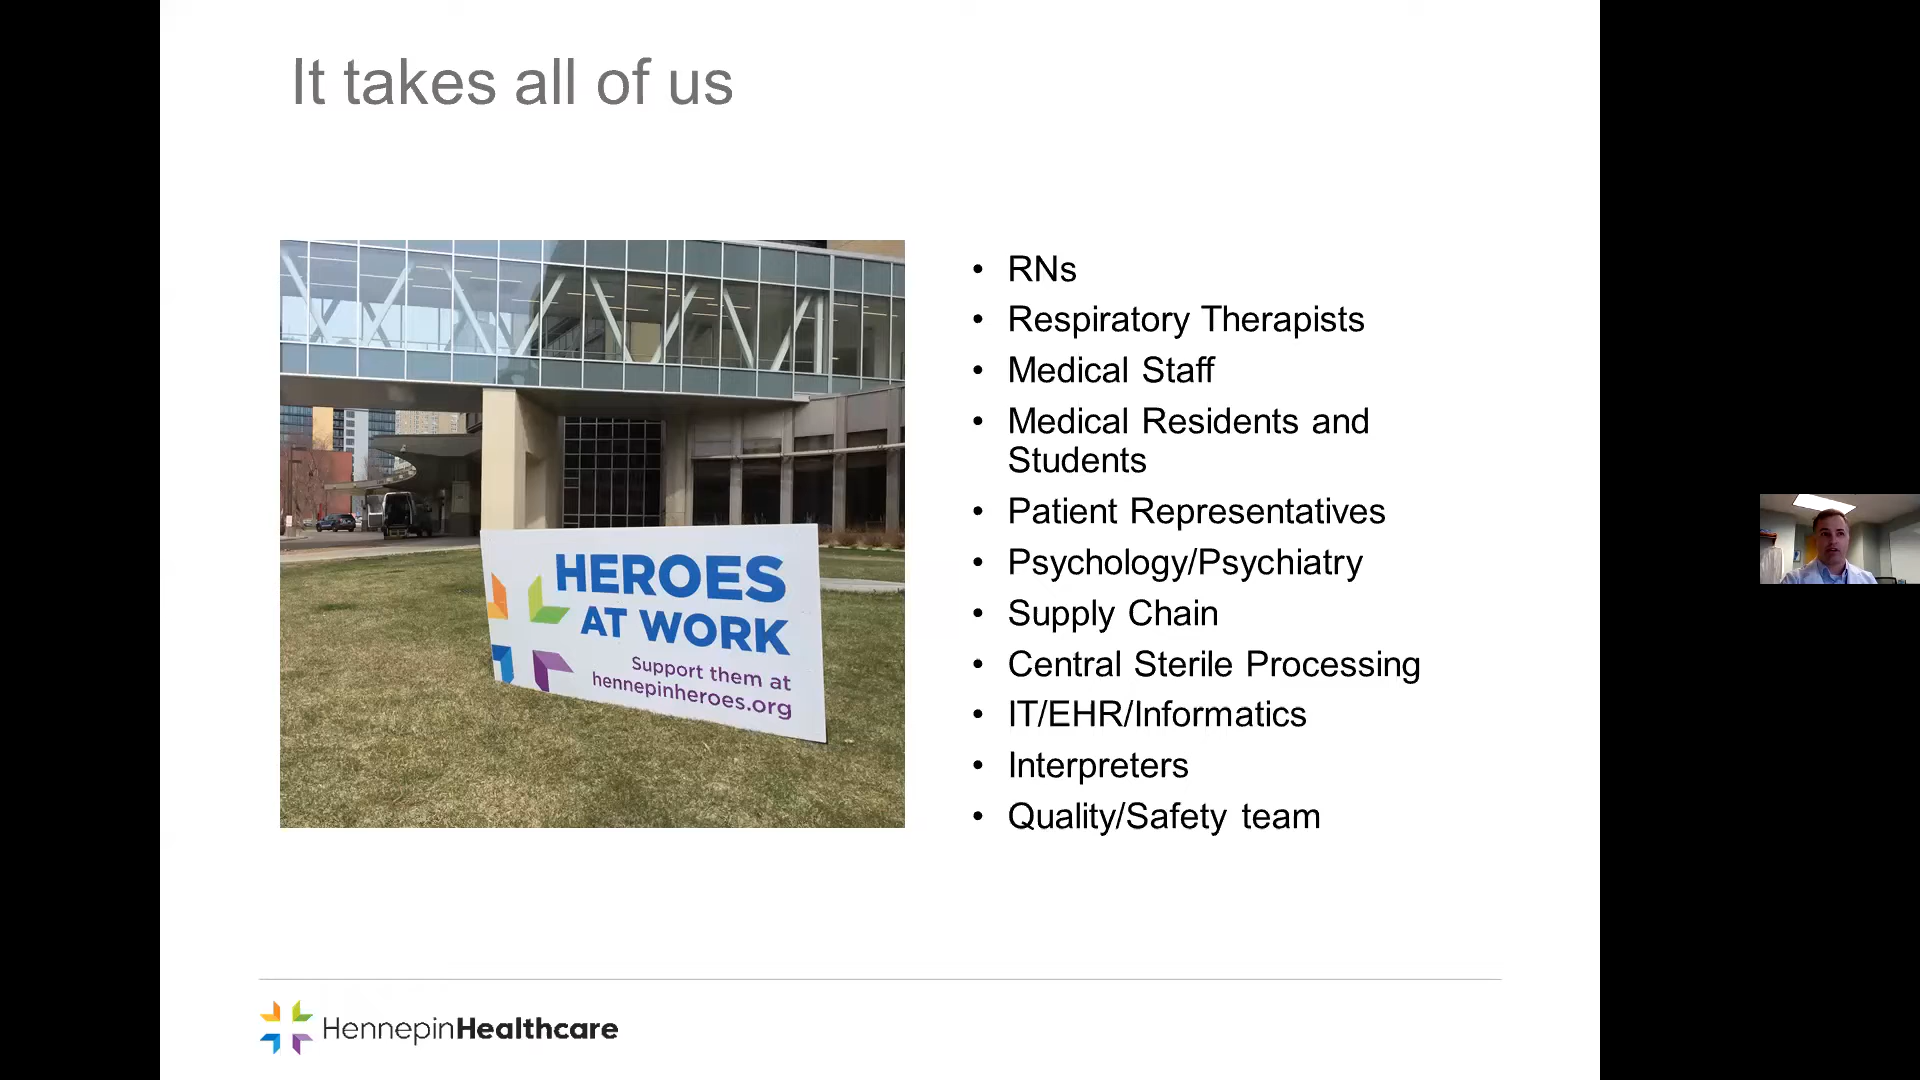 It takes all of us
HEROES
AT WORK
Support them at
hennepinheroes.org
• RNs
• Respiratory Therapists
• Medical Staff
• Medical Residents and
Students
• Patient Representatives
• Psychology/Psychiatry
• Supply Chain
• Central Sterile Processing
• IT/EHR/Informatics
• Interpreters
• Quality/Safety team
HennepinHealthcare